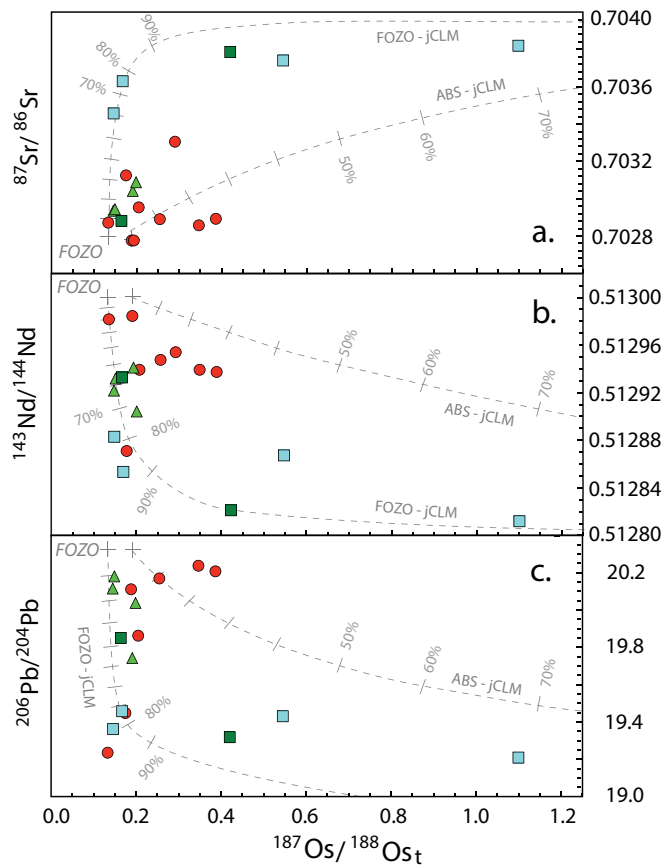 0.7040
90%
FOZO - jCLM
80%
70%
0.7036
ABS - jCLM
70%
60%
50%
0.7032
87Sr/ 86Sr
a.
FOZO
0.7028
FOZO
b.
0.51300
50%
0.51296
60%
70%
143Nd/144Nd
0.51292
ABS - jCLM
70%
80%
0.51288
90%
0.51284
FOZO - jCLM
0.51280
FOZO
c.
20.2
50%
19.8
60%
206Pb/204Pb
FOZO - jCLM
ABS - jCLM
70%
80%
19.4
90%
19.0
0.0 0.2 0.4 0.6 0.8 1.0 1.2
187Os/ 188Ost